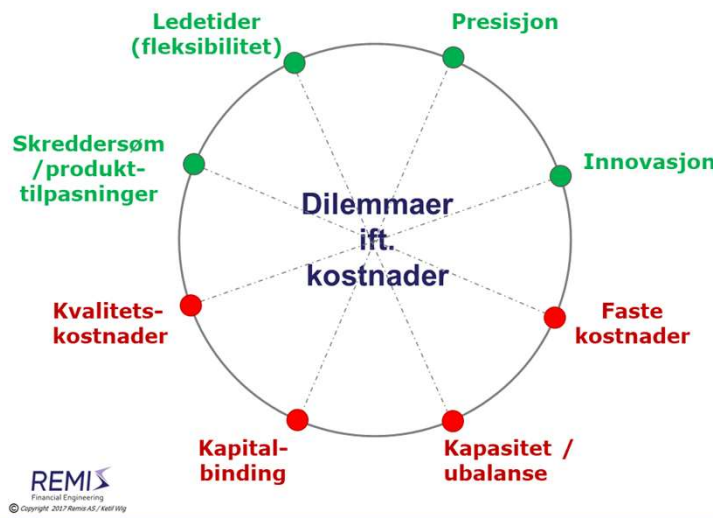 Ledetider
(fleksibilitet)
Presisjon
Skreddersøm
/produkt-
tilpasninger
Innovasjon
Dilemmaer
ift.
kostnader
Kvalitets-
kostnader
Faste
kostnader
Kapital-
binding
Kapasitet /
ubalanse
REMIS
Financial Engineering
© Copyright 2017 Remis AS / Ketil Wig